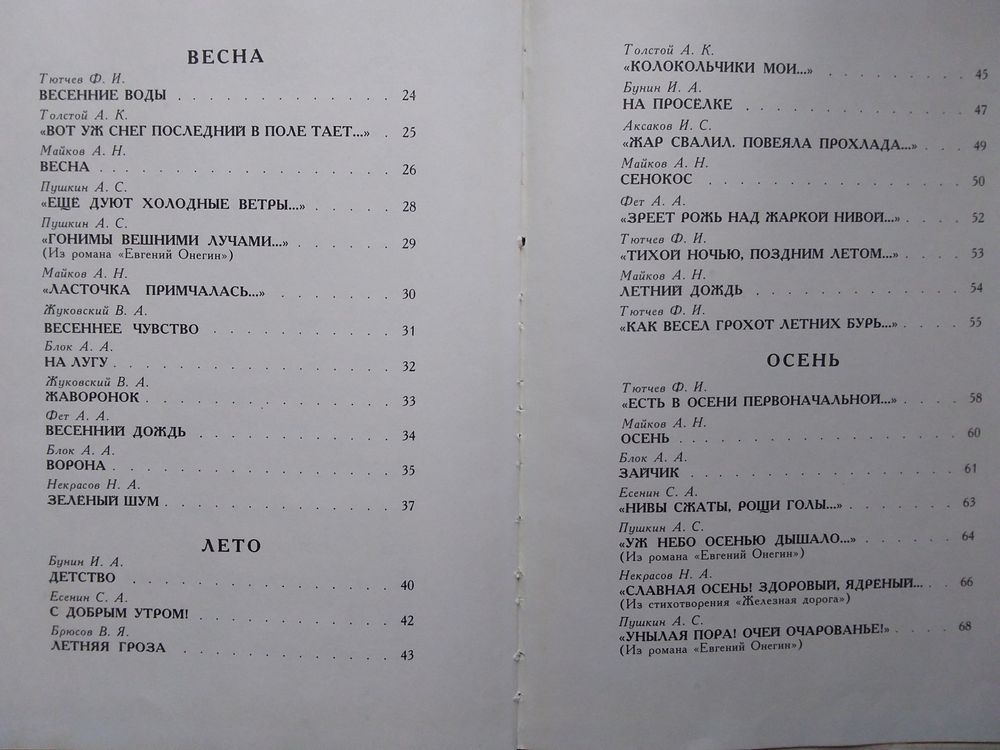 ВЕСНА
Тютчев Ф. И.
ВЕСЕННИЕ ВОДЫ . . . . . . . . . . . . . . . . 24
Толстой А. К.
«ВОТ УЖ СНЕГ ПОСЛЕДНИЙ В ПОЛЕ ТАЕТ...» . 25
Майков А. Н.
ВЕСНА . . . . . . . . . . . . . . . . 26
Пушкин А. С.
«ЕЩЕ ДУЮТ ХОЛОДНЫЕ ВЕТРЫ...» . . . . . 28
Пушкин А. С.
«ГОНИМЫ ВЕШНИМИ ЛУЧАМИ...» . . . . . 29
(Из романа «Евгений Онегин»)
Майков А. Н.
«ЛАСТОЧКА ПРИМЧАЛАСЬ...» . . . . . . . 30
Жуковский В. А.
ВЕСЕННЕЕ ЧУВСТВО . . . . . . . . . . 31
Блок А. А.
НА ЛУГУ . . . . . . . . . . . . . . 32
Жуковский В. А.
ЖАВОРОНОК . . . . . . . . . . . . . 33
Фет А. А.
ВЕСЕННИЙ ДОЖДЬ . . . . . . . . . . 34
Блок А. А.
ВОРОНА . . . . . . . . . . . . . . 35
Некрасов Н. А.
ЗЕЛЕНЫЙ ШУМ . . . . . . . . . . . . 37
ЛЕТО
Бунин И. А.
ДЕТСТВО . . . . . . . . . . . . . . 40
Есенин С. А.
С ДОБРЫМ УТРОМ! . . . . . . . . . . 42
Брюсов В. Я.
ЛЕТНЯЯ ГРОЗА . . . . . . . . . . . 43
Толстой А. К.
«КОЛОКОЛЬЧИКИ МОИ...» . . . . . . . . 45
Бунин И. А.
НА ПРОСЕЛКЕ . . . . . . . . . . . . 47
Аксаков И. С.
«ЖАР СВАЛИЛ. ПОВЕЯЛА ПРОХЛАДА...» . . . 49
Майков А. Н.
СЕНОКОС . . . . . . . . . . . . . . 50
Фет А. А.
«ЗРЕЕТ РОЖЬ НАД ЖАРКОЙ НИВОЙ...» . . . . 52
Тютчев Ф. И.
«ТИХОЙ НОЧЬЮ, ПОЗДНИМ ЛЕТОМ...» . . . . 53
Майков А. Н.
ЛЕТНИЙ ДОЖДЬ . . . . . . . . . . . 54
Тютчев Ф. И.
«КАК ВЕСЕЛ ГРОХОТ ЛЕТНИХ БУРЬ...» . . . . 55
ОСЕНЬ
Тютчев Ф. И.
«ЕСТЬ В ОСЕНИ ПЕРВОНАЧАЛЬНОЙ...» . . . . 58
Майков А. Н.
ОСЕНЬ . . . . . . . . . . . . . . . 60
Блок А. А.
ЗАЙЧИК . . . . . . . . . . . . . . 61
Есенин С. А.
«НИВЫ СЖАТЫ, РОЩИ ГОЛЫ...» . . . . . . 63
Пушкин А. С.
«УЖ НЕБО ОСЕНЬЮ ДЫШАЛО...» . . . . . . 64
(Из романа «Евгений Онегин»)
Некрасов Н. А.
«СЛАВНАЯ ОСЕНЬ! ЗДОРОВЫЙ, ЯДРЕНЫЙ... . . 66
(Из стихотворения «Железная дорога»)
Пушкин А. С.
«УНЫЛАЯ ПОРА! ОЧЕЙ ОЧАРОВАНЬЕ!» . . . . 68
(Из романа «Евгений Онегин»)